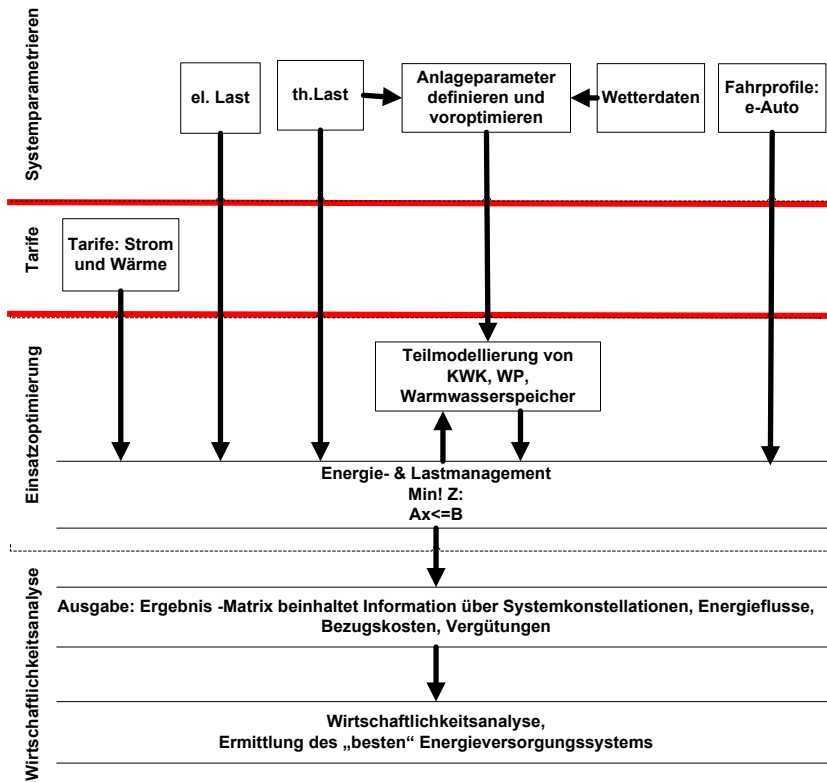 Systemparametrieren
el. Last
th.Last
Anlageparameter
definieren und
voroptimieren
Wetterdaten
Fahrprofile:
e-Auto
Tarife
Tarife: Strom
und Wärme
Einsatzoptimierung
Teilmodellierung von
KWK, WP,
Warmwasserspeicher
Energie- & Lastmanagement
Min! Z:
Ax<=B
Wirtschaftlichkeitsanalyse
Ausgabe: Ergebnis -Matrix beinhaltet Information über Systemkonstellationen, Energieflusse,
Bezugskosten, Vergütungen
Wirtschaftlichkeitsanalyse,
Ermittlung des „besten“ Energieversorgungssystems